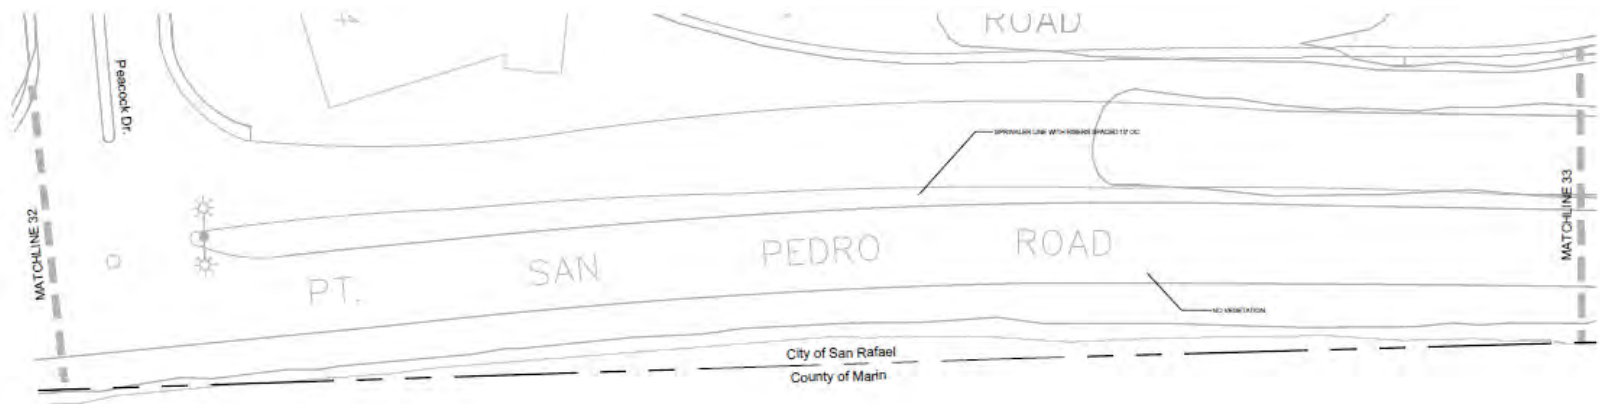 ROAD
Peacock Dr.
SPRINKLER LINE WITH RISERS SPACED 10' OC
MATCHLINE 32
MATCHLINE 33
PT. SAN PEDRO ROAD
NO VEGETATION
City of San Rafael
County of Marin